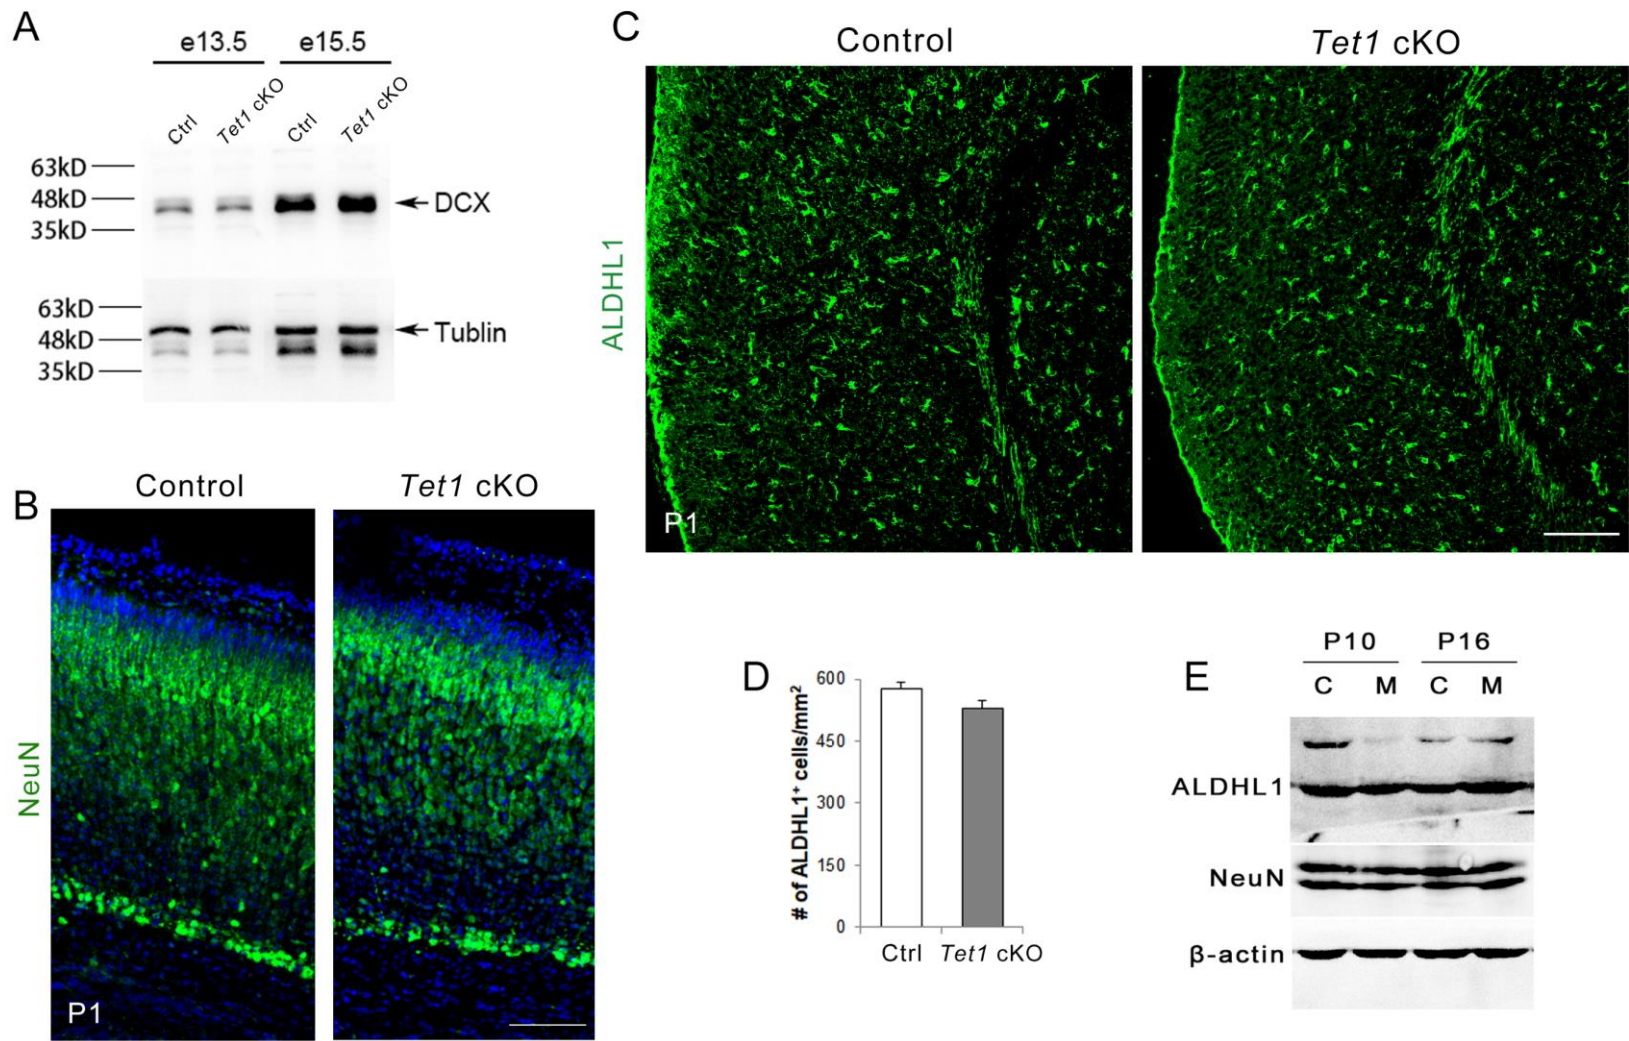 A
e13.5 e15.5
Ctrl Tet1 cKO Ctrl Tet1 cKO
63kD
48kD
35kD
DCX
63kD
48kD
35kD
Tublin
B
Control Tet1 cKO
NeuN
P1
C
Control Tet1 cKO
ALDHL1
P1
D
# of ALDHL1⁺ cells/mm²
600
450
300
150
0
Ctrl Tet1 cKO
E
P10 P16
C M C M
ALDHL1
NeuN
β-actin